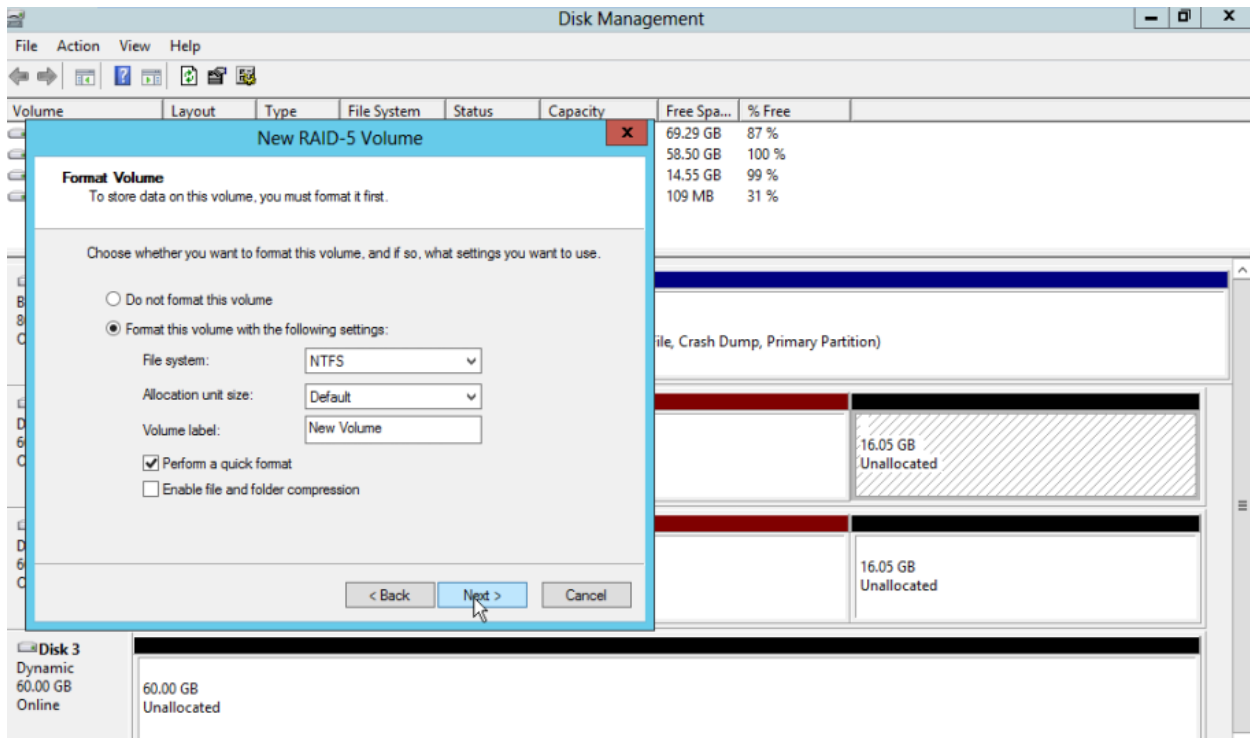 Disk Management
File Action View Help
Volume Layout Type File System Status Capacity Free Spa... % Free
69.29 GB 87 %
58.50 GB 100 %
14.55 GB 99 %
109 MB 31 %
New RAID-5 Volume
Format Volume
To store data on this volume, you must format it first.
Choose whether you want to format this volume, and if so, what settings you want to use.
Do not format this volume
Format this volume with the following settings:
File system: NTFS
Allocation unit size: Default
Volume label: New Volume
Perform a quick format
Enable file and folder compression
< Back Next > Cancel
ile, Crash Dump, Primary Partition)
16.05 GB
Unallocated
16.05 GB
Unallocated
Disk 3
Dynamic
60.00 GB
Online
60.00 GB
Unallocated